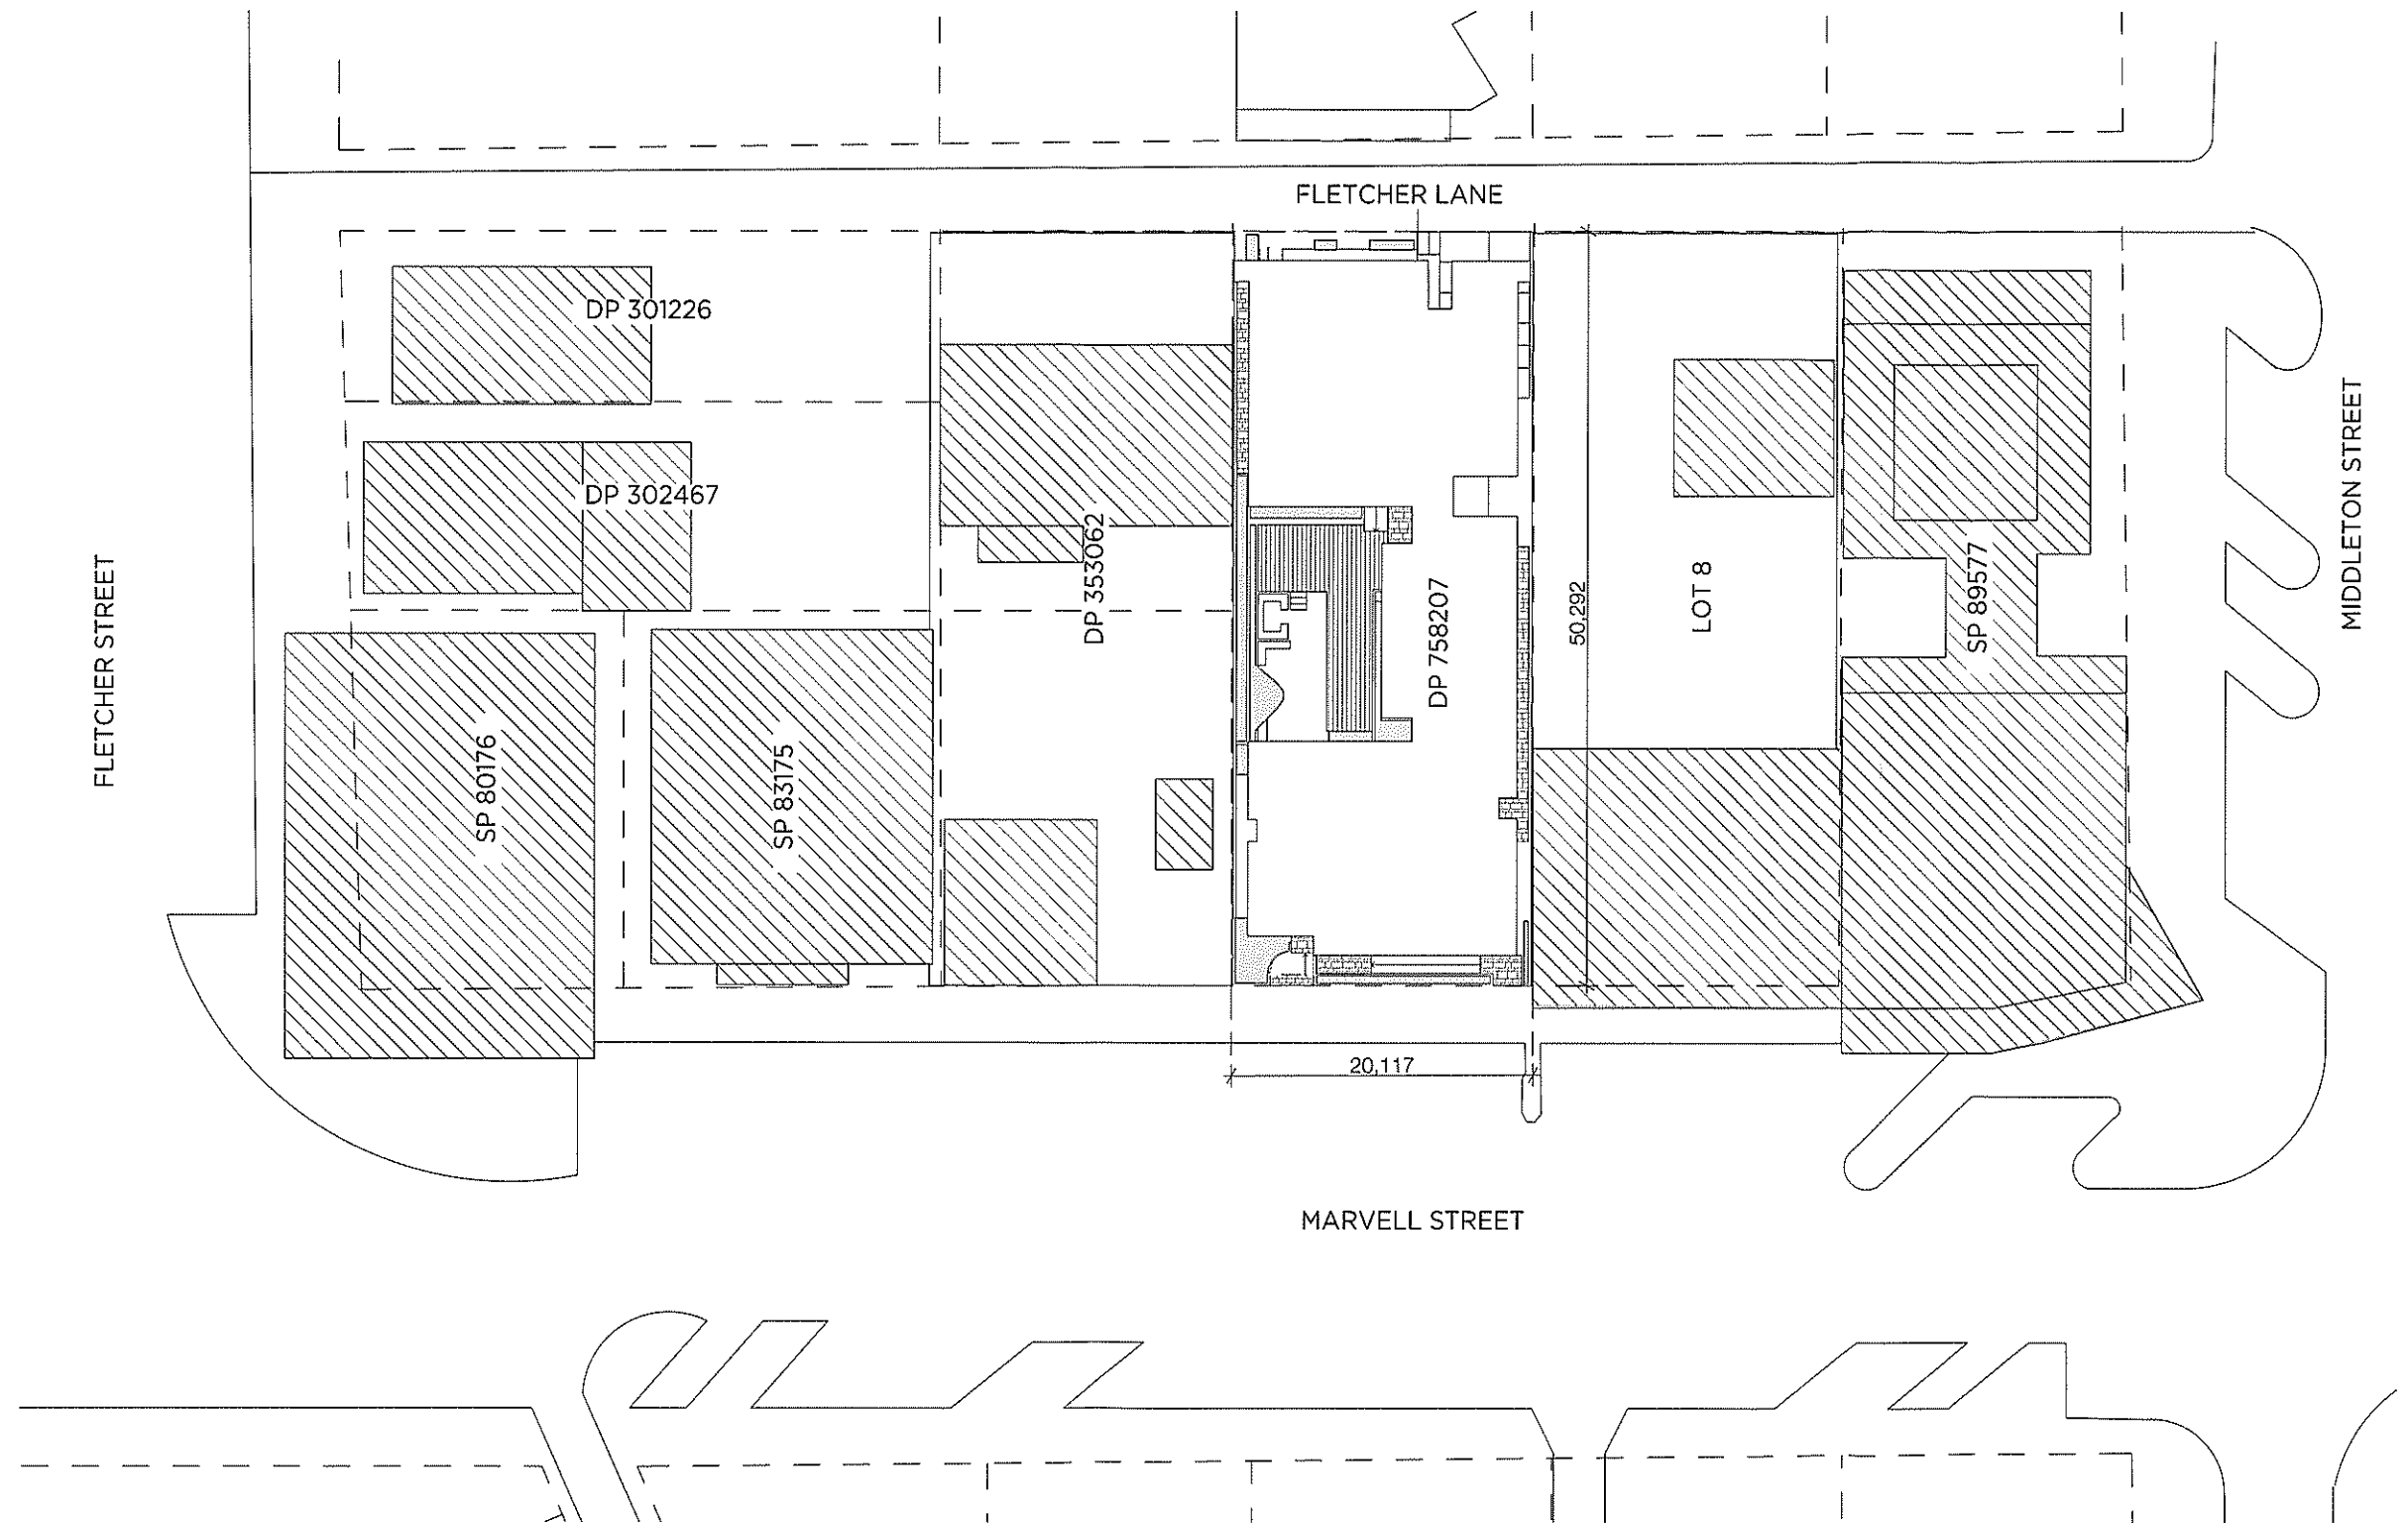 FLETCHER LANE
DP 301226
DP 302467
DP 353062
DP 758207
50,292
LOT 8
SP 89577
MIDDLETON STREET
FLETCHER STREET
SP 80176
SP 83175
20,117
MARVELL STREET